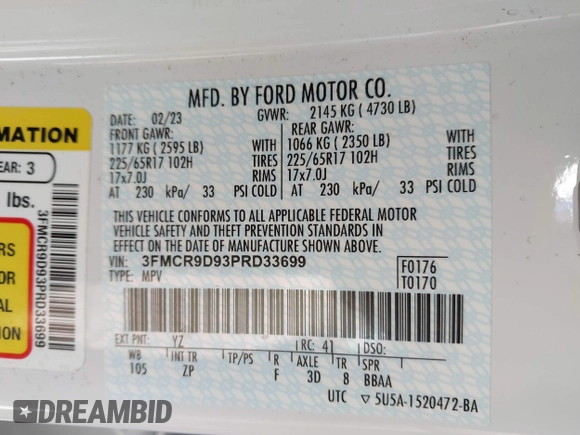 MFD. BY FORD MOTOR CO.
DATE: 02/23 GVWR: 2145 KG ( 4730 LB)
FRONT GAWR: REAR GAWR:
1177 KG ( 2595 LB) WITH 1066 KG ( 2350 LB) WITH
225/65R17 102H TIRES 225/65R17 102H TIRES
17x7.0J RIMS 17x7.0J RIMS
AT 230 kPa/ 33 PSI COLD AT 230 kPa/ 33 PSI COLD
THIS VEHICLE CONFORMS TO ALL APPLICABLE FEDERAL MOTOR
VEHICLE SAFETY AND THEFT PREVENTION STANDARDS IN
EFFECT ON THE DATE OF MANUFACTURE SHOWN ABOVE.
VIN: 3FMCR9D93PRD33699
TYPE: MPV
F0176
T0170
EXT PNT: YZ RC: 41 DSO:
WB INT TR TP/PS R AXLE TR SPR
105 ZP F 3D 8 BBAA
UTC ▽5U5A-1520472-BA
RMATION
EAR: 3
lbs.
3FMCR9D93PRD33699
DREAMBID